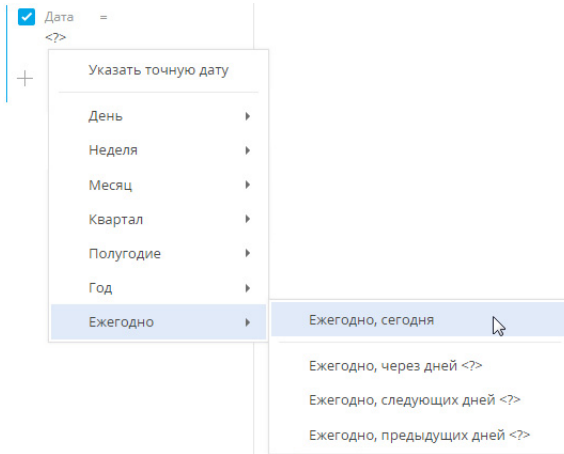 Дата =
<?>
Указать точную дату
День
Неделя
Месяц
Квартал
Полугодие
Год
Ежегодно
Ежегодно, сегодня
Ежегодно, через дней <?>
Ежегодно, следующих дней <?>
Ежегодно, предыдущих дней <?>